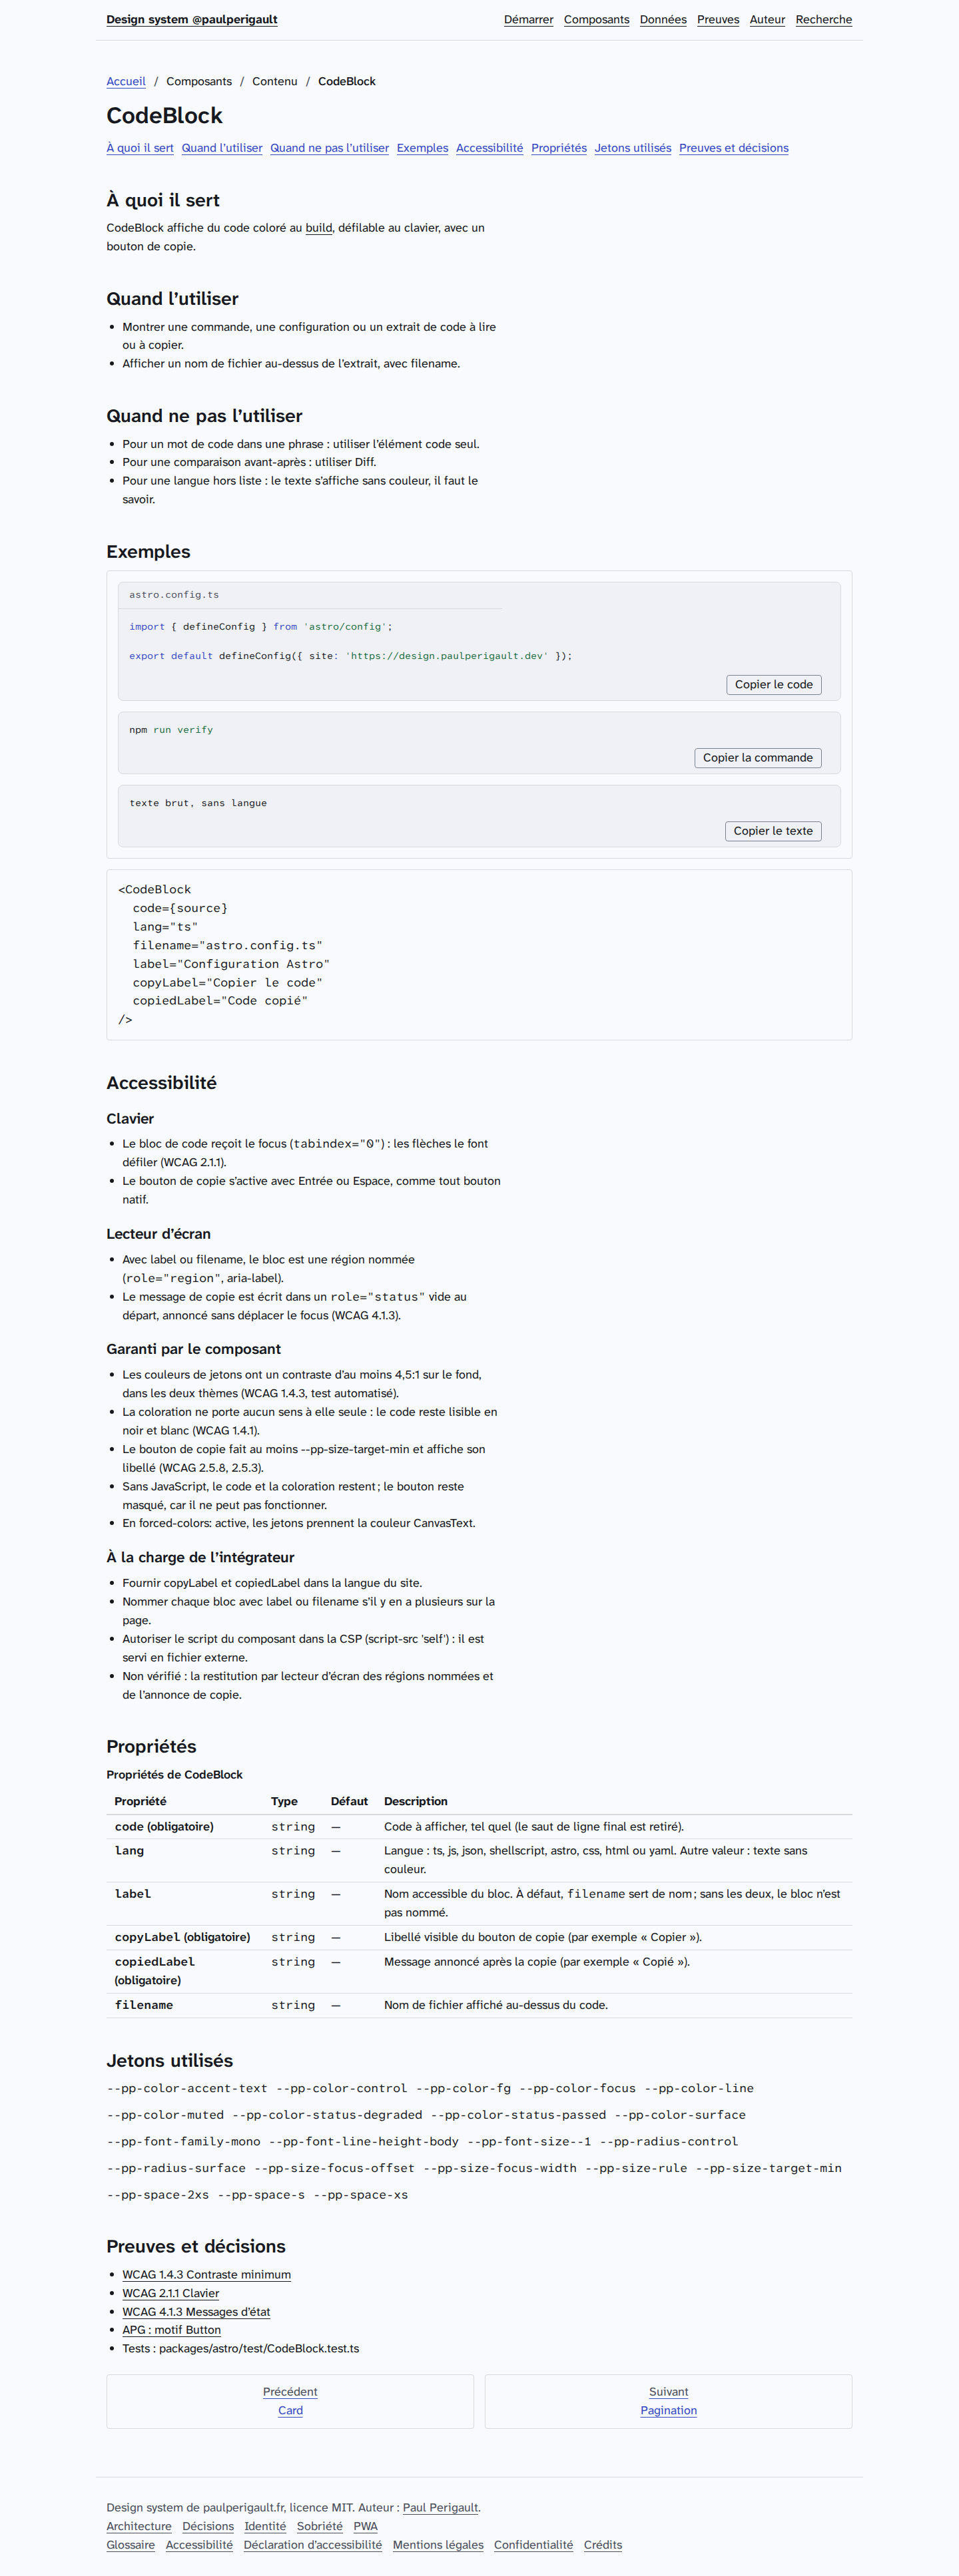 Design system @paulperigault
Démarrer Composants Données Preuves Auteur Recherche
Accueil / Composants / Contenu / CodeBlock
CodeBlock
À quoi il sert Quand l’utiliser Quand ne pas l’utiliser Exemples Accessibilité Propriétés Jetons utilisés Preuves et décisions
À quoi il sert
CodeBlock affiche du code coloré au build, défilable au clavier, avec un
bouton de copie.
Quand l’utiliser
• Montrer une commande, une configuration ou un extrait de code à lire
ou à copier.
• Afficher un nom de fichier au-dessus de l’extrait, avec filename.
Quand ne pas l’utiliser
• Pour un mot de code dans une phrase : utiliser l’élément code seul.
• Pour une comparaison avant-après : utiliser Diff.
• Pour une langue hors liste : le texte s’affiche sans couleur, il faut le
savoir.
Exemples
astro.config.ts
import { defineConfig } from 'astro/config';
export default defineConfig({ site: 'https://design.paulperigault.dev' });
Copier le code
npm run verify
Copier la commande
texte brut, sans langue
Copier le texte
<CodeBlock
  code={source}
  lang="ts"
  filename="astro.config.ts"
  label="Configuration Astro"
  copyLabel="Copier le code"
  copiedLabel="Code copié"
/>
Accessibilité
Clavier
• Le bloc de code reçoit le focus (tabindex="0") : les flèches le font
défiler (WCAG 2.1.1).
• Le bouton de copie s’active avec Entrée ou Espace, comme tout bouton
natif.
Lecteur d’écran
• Avec label ou filename, le bloc est une région nommée
(role="region", aria-label).
• Le message de copie est écrit dans un role="status" vide au
départ, annoncé sans déplacer le focus (WCAG 4.1.3).
Garanti par le composant
• Les couleurs de jetons ont un contraste d’au moins 4,5:1 sur le fond,
dans les deux thèmes (WCAG 1.4.3, test automatisé).
• La coloration ne porte aucun sens à elle seule : le code reste lisible en
noir et blanc (WCAG 1.4.1).
• Le bouton de copie fait au moins --pp-size-target-min et affiche son
libellé (WCAG 2.5.8, 2.5.3).
• Sans JavaScript, le code et la coloration restent ; le bouton reste
masqué, car il ne peut pas fonctionner.
• En forced-colors: active, les jetons prennent la couleur CanvasText.
À la charge de l’intégrateur
• Fournir copyLabel et copiedLabel dans la langue du site.
• Nommer chaque bloc avec label ou filename s’il y en a plusieurs sur la
page.
• Autoriser le script du composant dans la CSP (script-src 'self') : il est
servi en fichier externe.
• Non vérifié : la restitution par lecteur d’écran des régions nommées et
de l’annonce de copie.
Propriétés
Propriétés de CodeBlock
Propriété Type Défaut Description
code (obligatoire) string — Code à afficher, tel quel (le saut de ligne final est retiré).
lang string — Langue : ts, js, json, shellscript, astro, css, html ou yaml. Autre valeur : texte sans
couleur.
label string — Nom accessible du bloc. À défaut, filename sert de nom ; sans les deux, le bloc n’est
pas nommé.
copyLabel (obligatoire) string — Libellé visible du bouton de copie (par exemple « Copier »).
copiedLabel string — Message annoncé après la copie (par exemple « Copié »).
(obligatoire)
filename string — Nom de fichier affiché au-dessus du code.
Jetons utilisés
--pp-color-accent-text --pp-color-control --pp-color-fg --pp-color-focus --pp-color-line
--pp-color-muted --pp-color-status-degraded --pp-color-status-passed --pp-color-surface
--pp-font-family-mono --pp-font-line-height-body --pp-font-size--1 --pp-radius-control
--pp-radius-surface --pp-size-focus-offset --pp-size-focus-width --pp-size-rule --pp-size-target-min
--pp-space-2xs --pp-space-s --pp-space-xs
Preuves et décisions
• WCAG 1.4.3 Contraste minimum
• WCAG 2.1.1 Clavier
• WCAG 4.1.3 Messages d’état
• APG : motif Button
• Tests : packages/astro/test/CodeBlock.test.ts
Précédent
Card
Suivant
Pagination
Design system de paulperigault.fr, licence MIT. Auteur : Paul Perigault.
Architecture Décisions Identité Sobriété PWA
Glossaire Accessibilité Déclaration d’accessibilité Mentions légales Confidentialité Crédits